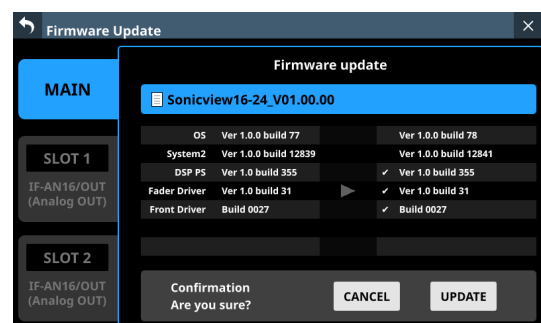 Firmware Update
Firmware update
MAIN
Sonicview16-24_V01.00.00
OS Ver 1.0.0 build 77 Ver 1.0.0 build 78
System2 Ver 1.0.0 build 12839 Ver 1.0.0 build 12841
SLOT 1
DSP PS Ver 1.0 build 355 ✔ Ver 1.0 build 355
IF-AN16/OUT
(Analog OUT)
Fader Driver Ver 1.0 build 31 ✔ Ver 1.0 build 31
Front Driver Build 0027 ✔ Build 0027
SLOT 2
IF-AN16/OUT
(Analog OUT)
Confirmation
Are you sure?
CANCEL
UPDATE